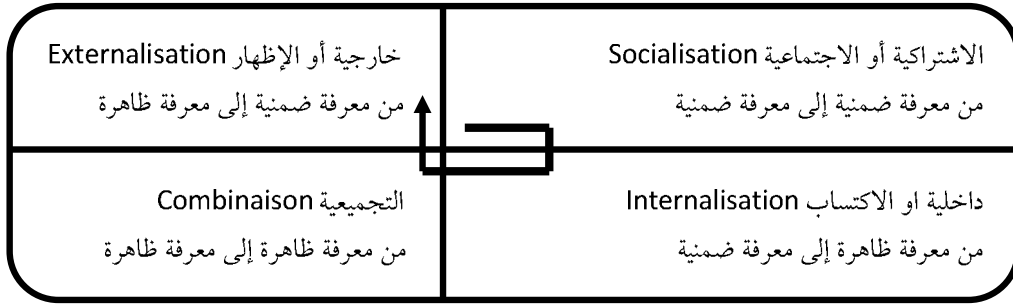 الاشتراكية أو الاجتماعية Socialisation
من معرفة ضمنية إلى معرفة ضمنية
خارجية أو الإظهار Externalisation
من معرفة ضمنية إلى معرفة ظاهرة
داخلية او الاكتساب Internalisation
من معرفة ظاهرة إلى معرفة ضمنية
التجميعية Combinaison
من معرفة ظاهرة إلى معرفة ظاهرة